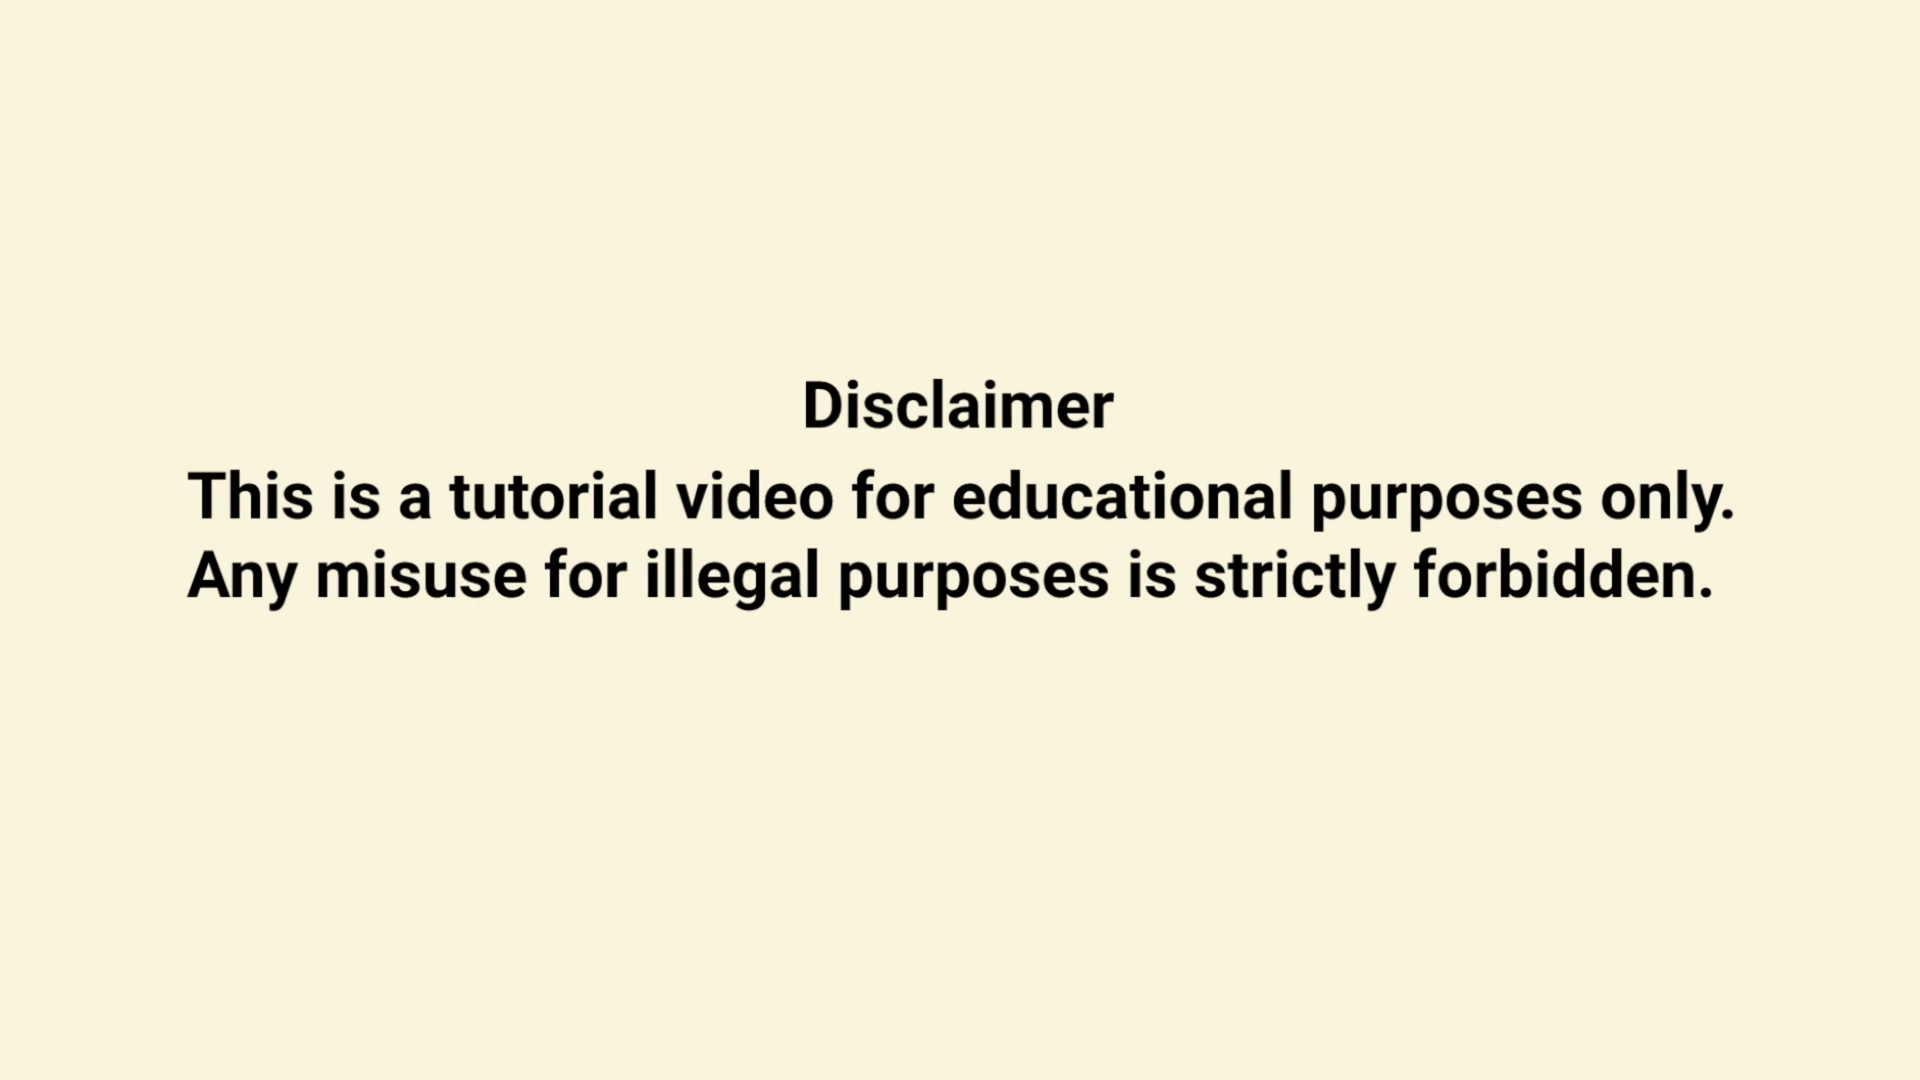 Disclaimer
This is a tutorial video for educational purposes only.
Any misuse for illegal purposes is strictly forbidden.